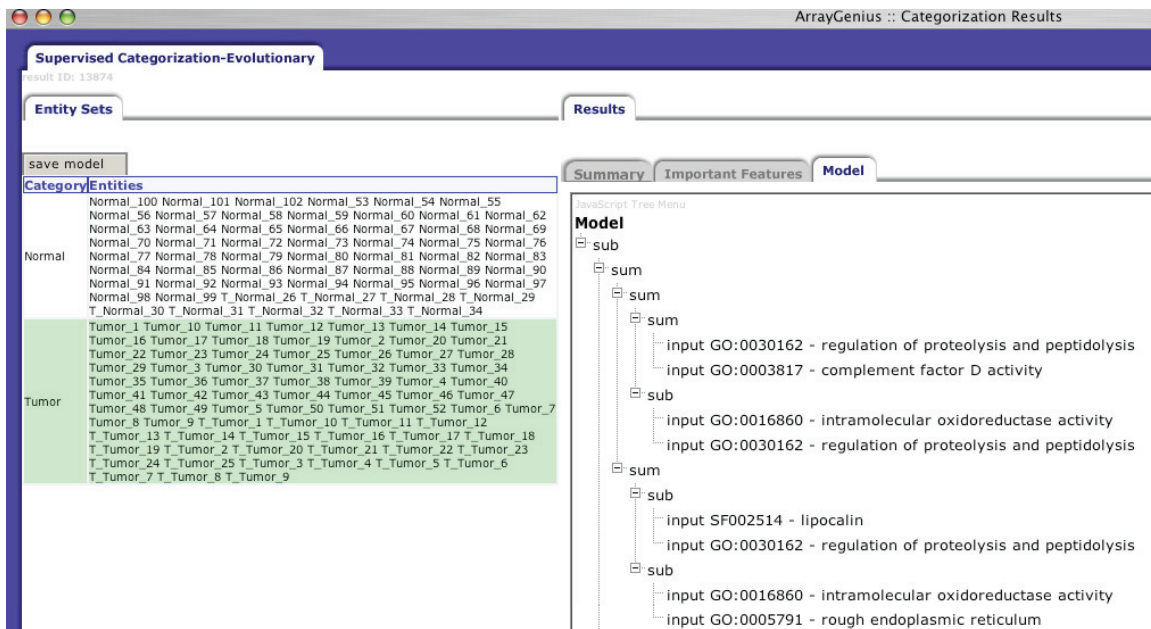 ArrayGenius :: Categorization Results
Supervised Categorization-Evolutionary
result ID: 13874
Entity Sets
save model
Category Entities
Normal
Normal_100 Normal_101 Normal_102 Normal_53 Normal_54 Normal_55
Normal_56 Normal_57 Normal_58 Normal_59 Normal_60 Normal_61 Normal_62
Normal_63 Normal_64 Normal_65 Normal_66 Normal_67 Normal_68 Normal_69
Normal_70 Normal_71 Normal_72 Normal_73 Normal_74 Normal_75 Normal_76
Normal_77 Normal_78 Normal_79 Normal_80 Normal_81 Normal_82 Normal_83
Normal_84 Normal_85 Normal_86 Normal_87 Normal_88 Normal_89 Normal_90
Normal_91 Normal_92 Normal_93 Normal_94 Normal_95 Normal_96 Normal_97
Normal_98 Normal_99 T_Normal_26 T_Normal_27 T_Normal_28 T_Normal_29
T_Normal_30 T_Normal_31 T_Normal_32 T_Normal_33 T_Normal_34
Tumor
Tumor_1 Tumor_10 Tumor_11 Tumor_12 Tumor_13 Tumor_14 Tumor_15
Tumor_16 Tumor_17 Tumor_18 Tumor_19 Tumor_2 Tumor_20 Tumor_21
Tumor_22 Tumor_23 Tumor_24 Tumor_25 Tumor_26 Tumor_27 Tumor_28
Tumor_29 Tumor_3 Tumor_30 Tumor_31 Tumor_32 Tumor_33 Tumor_34
Tumor_35 Tumor_36 Tumor_37 Tumor_38 Tumor_39 Tumor_4 Tumor_40
Tumor_41 Tumor_42 Tumor_43 Tumor_44 Tumor_45 Tumor_46 Tumor_47
Tumor_48 Tumor_49 Tumor_5 Tumor_50 Tumor_51 Tumor_52 Tumor_6 Tumor_7
Tumor_8 Tumor_9 T_Tumor_1 T_Tumor_10 T_Tumor_11 T_Tumor_12
T_Tumor_13 T_Tumor_14 T_Tumor_15 T_Tumor_16 T_Tumor_17 T_Tumor_18
T_Tumor_19 T_Tumor_2 T_Tumor_20 T_Tumor_21 T_Tumor_22 T_Tumor_23
T_Tumor_24 T_Tumor_25 T_Tumor_3 T_Tumor_4 T_Tumor_5 T_Tumor_6
T_Tumor_7 T_Tumor_8 T_Tumor_9
Results
Summary Important Features Model
JavaScript Tree Menu
Model
sub
sum
sum
sum
input GO:0030162 - regulation of proteolysis and peptidolysis
input GO:0003817 - complement factor D activity
sub
input GO:0016860 - intramolecular oxidoreductase activity
input GO:0030162 - regulation of proteolysis and peptidolysis
sum
sub
input SF002514 - lipocalin
input GO:0030162 - regulation of proteolysis and peptidolysis
sub
input GO:0016860 - intramolecular oxidoreductase activity
input GO:0005791 - rough endoplasmic reticulum